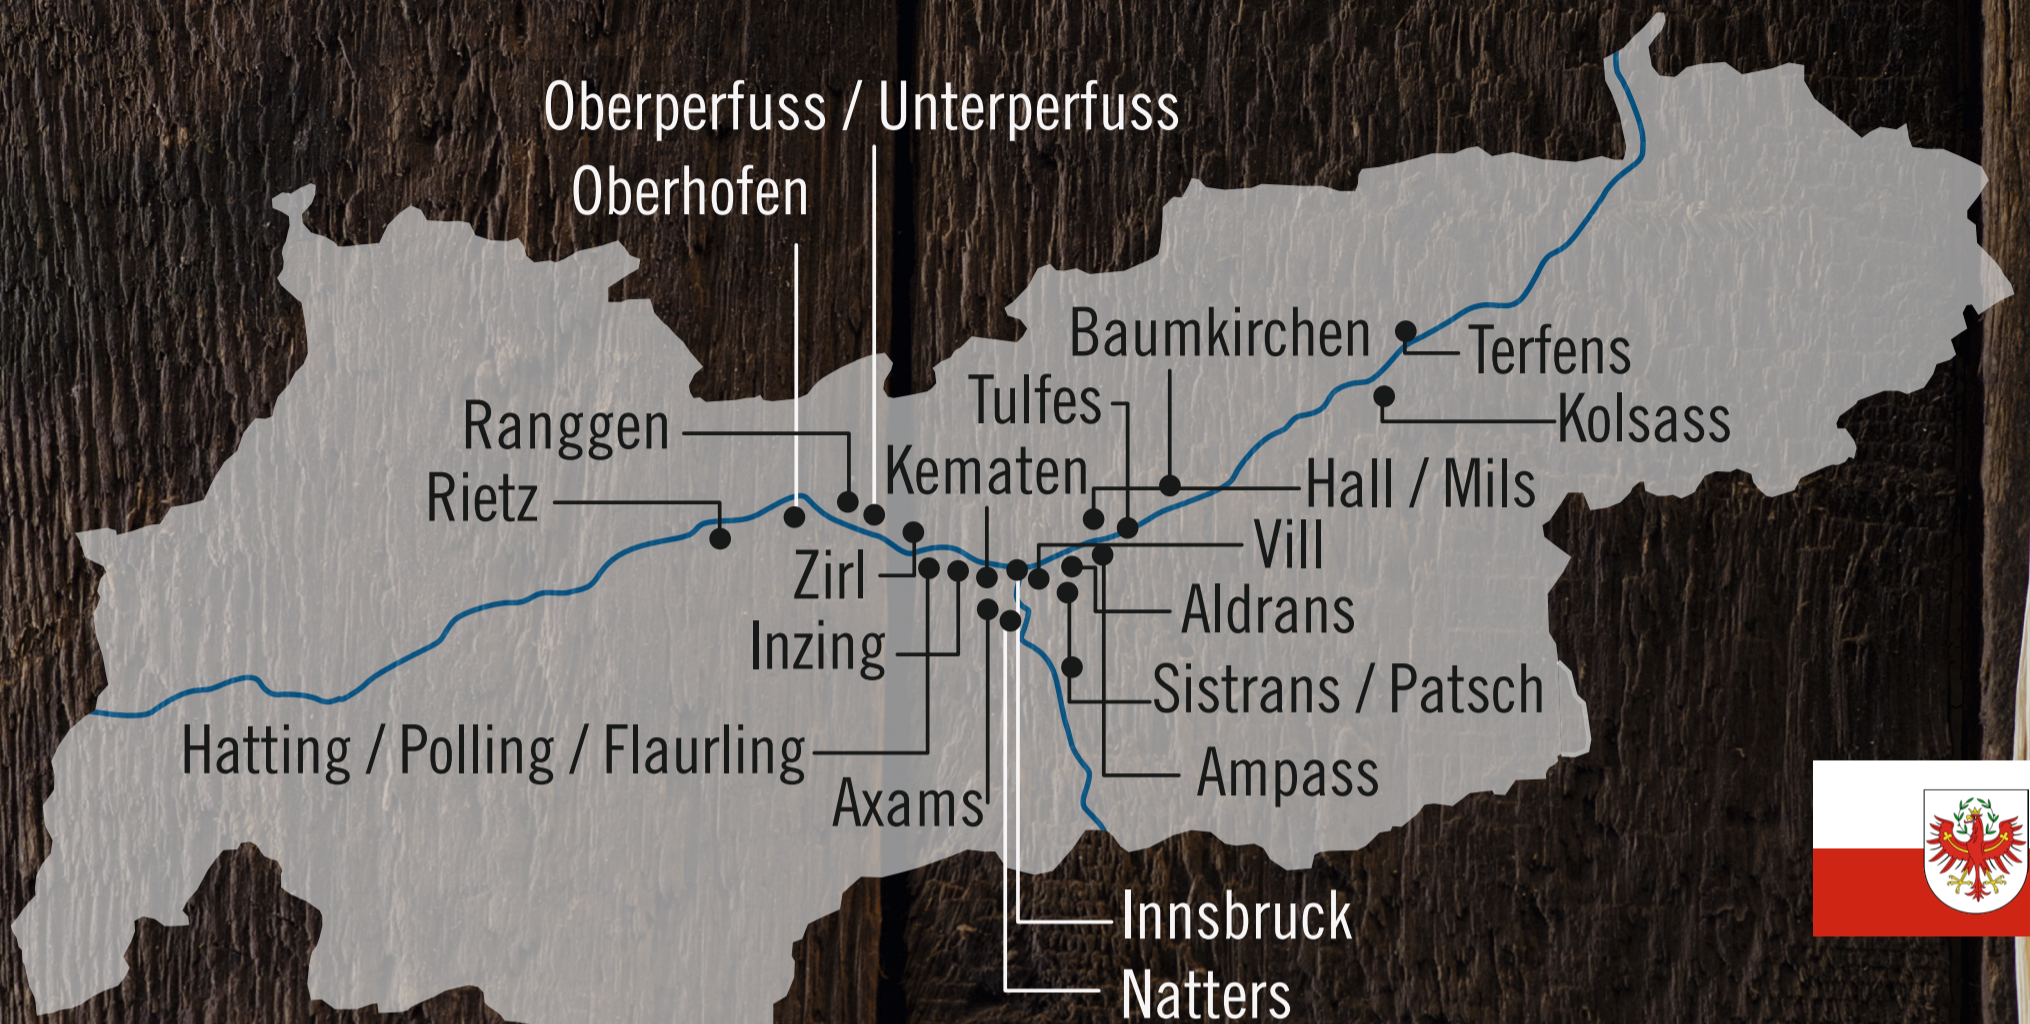 Oberperfuss / Unterperfuss
Oberhofen
Baumkirchen
Terfens
Tulfes
Kolsass
Ranggen
Kematen
Rietz
Hall / Mils
Vill
Zirl
Aldrans
Inzing
Sistrans / Patsch
Hatting / Polling / Flaurling
Ampass
Axams
Innsbruck
Natters